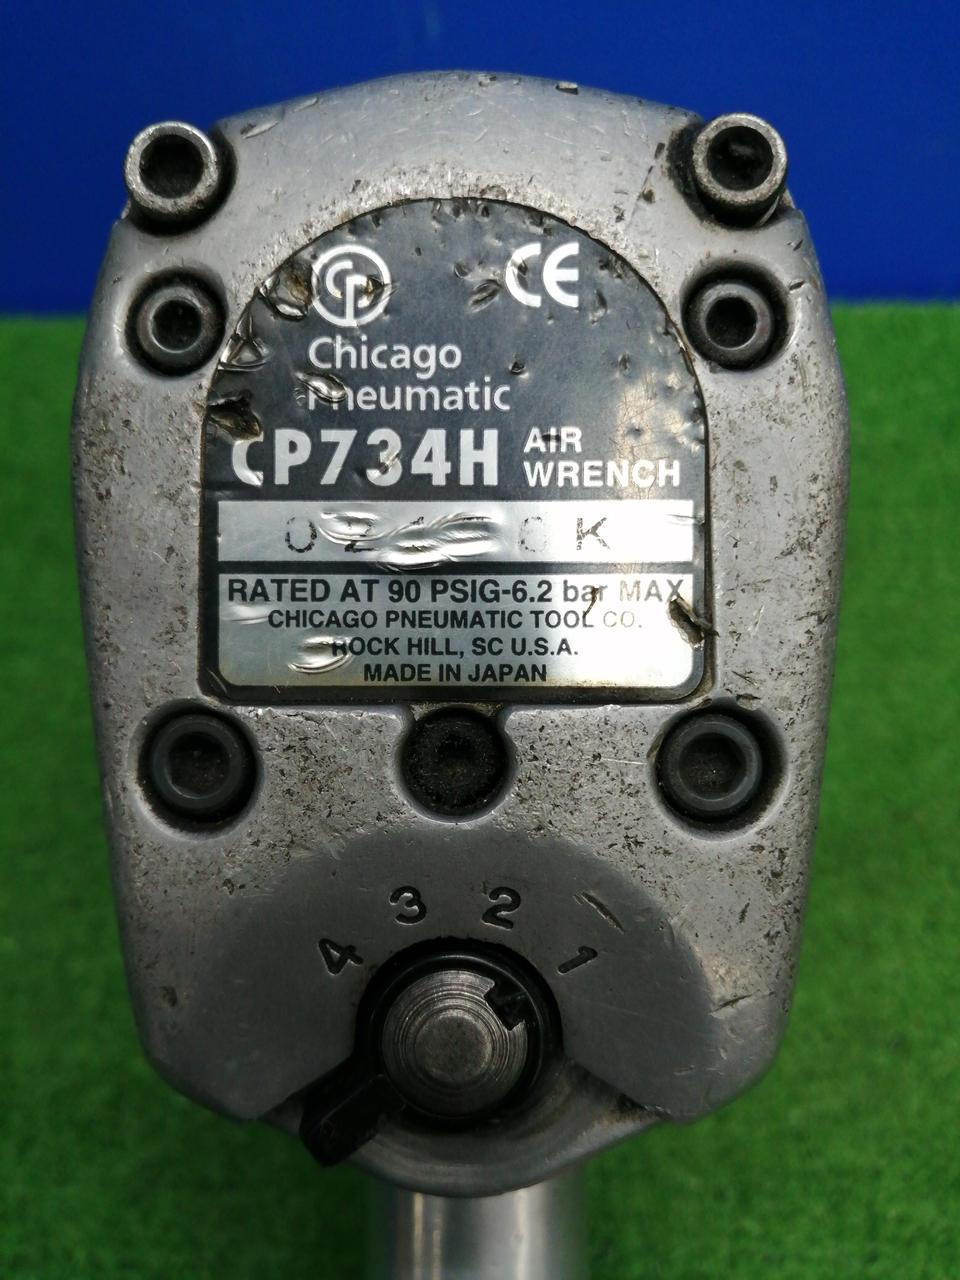 CP
CE
Chicago
Pneumatic
CP734H
AIR
WRENCH
RATED AT 90 PSIG-6.2 bar MAX
CHICAGO PNEUMATIC TOOL CO.
ROCK HILL, SC U.S.A.
MADE IN JAPAN
4 3 2 1